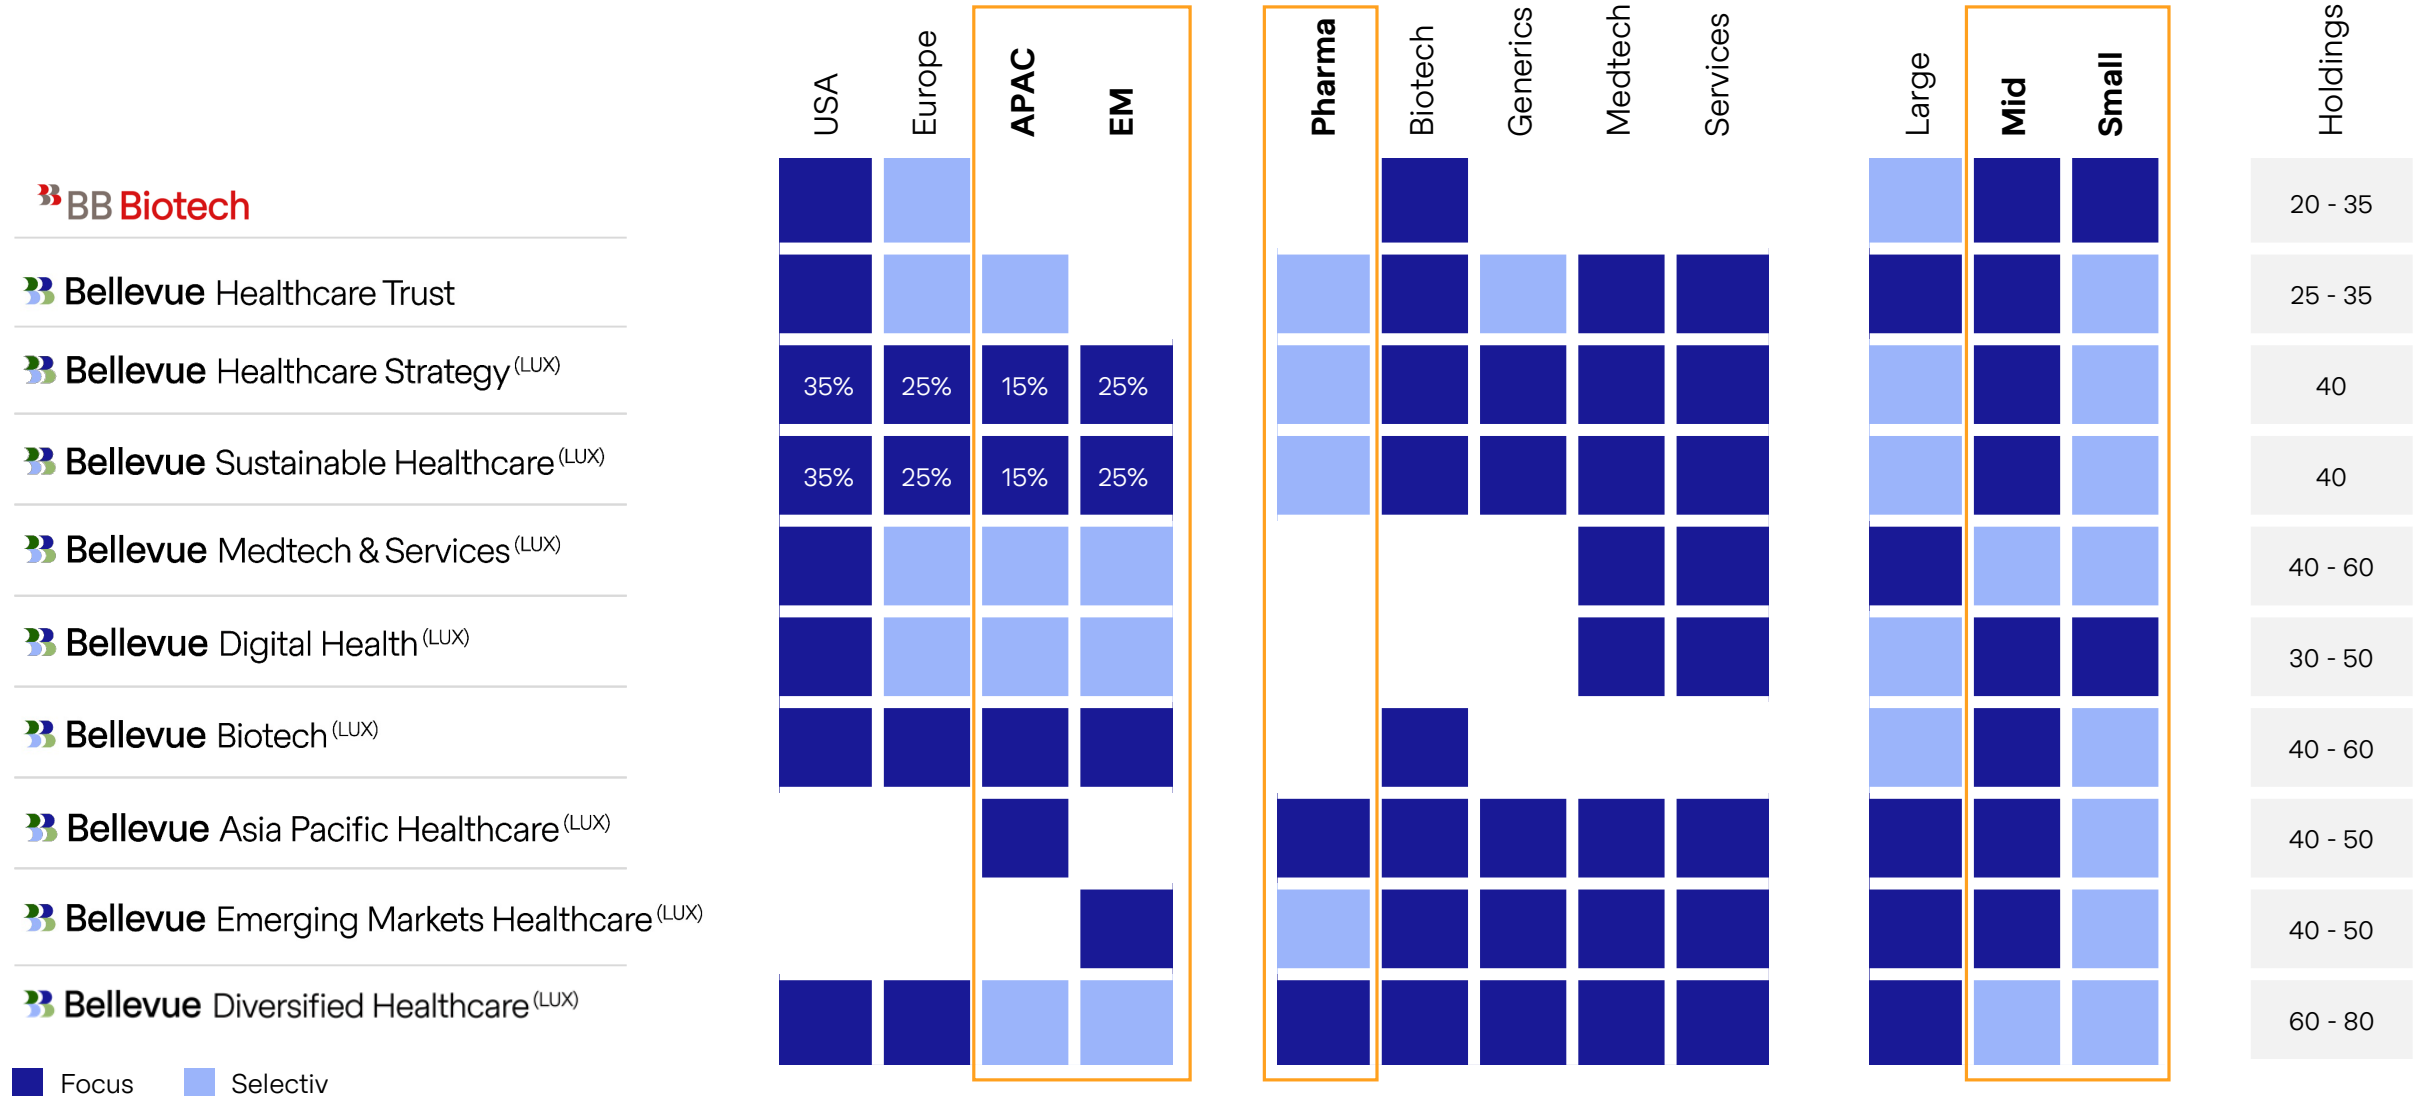 USA
Europe
APAC
EM
Pharma
Biotech
Generics
Medtech
Services
Large
Mid
Small
Holdings
BB Biotech
20 - 35
Bellevue Healthcare Trust
25 - 35
Bellevue Healthcare Strategy (LUX)
35% 25% 15% 25%
40
Bellevue Sustainable Healthcare (LUX)
35% 25% 15% 25%
40
Bellevue Medtech & Services (LUX)
40 - 60
Bellevue Digital Health (LUX)
30 - 50
Bellevue Biotech (LUX)
40 - 60
Bellevue Asia Pacific Healthcare (LUX)
40 - 50
Bellevue Emerging Markets Healthcare (LUX)
40 - 50
Bellevue Diversified Healthcare (LUX)
60 - 80
Focus
Selectiv